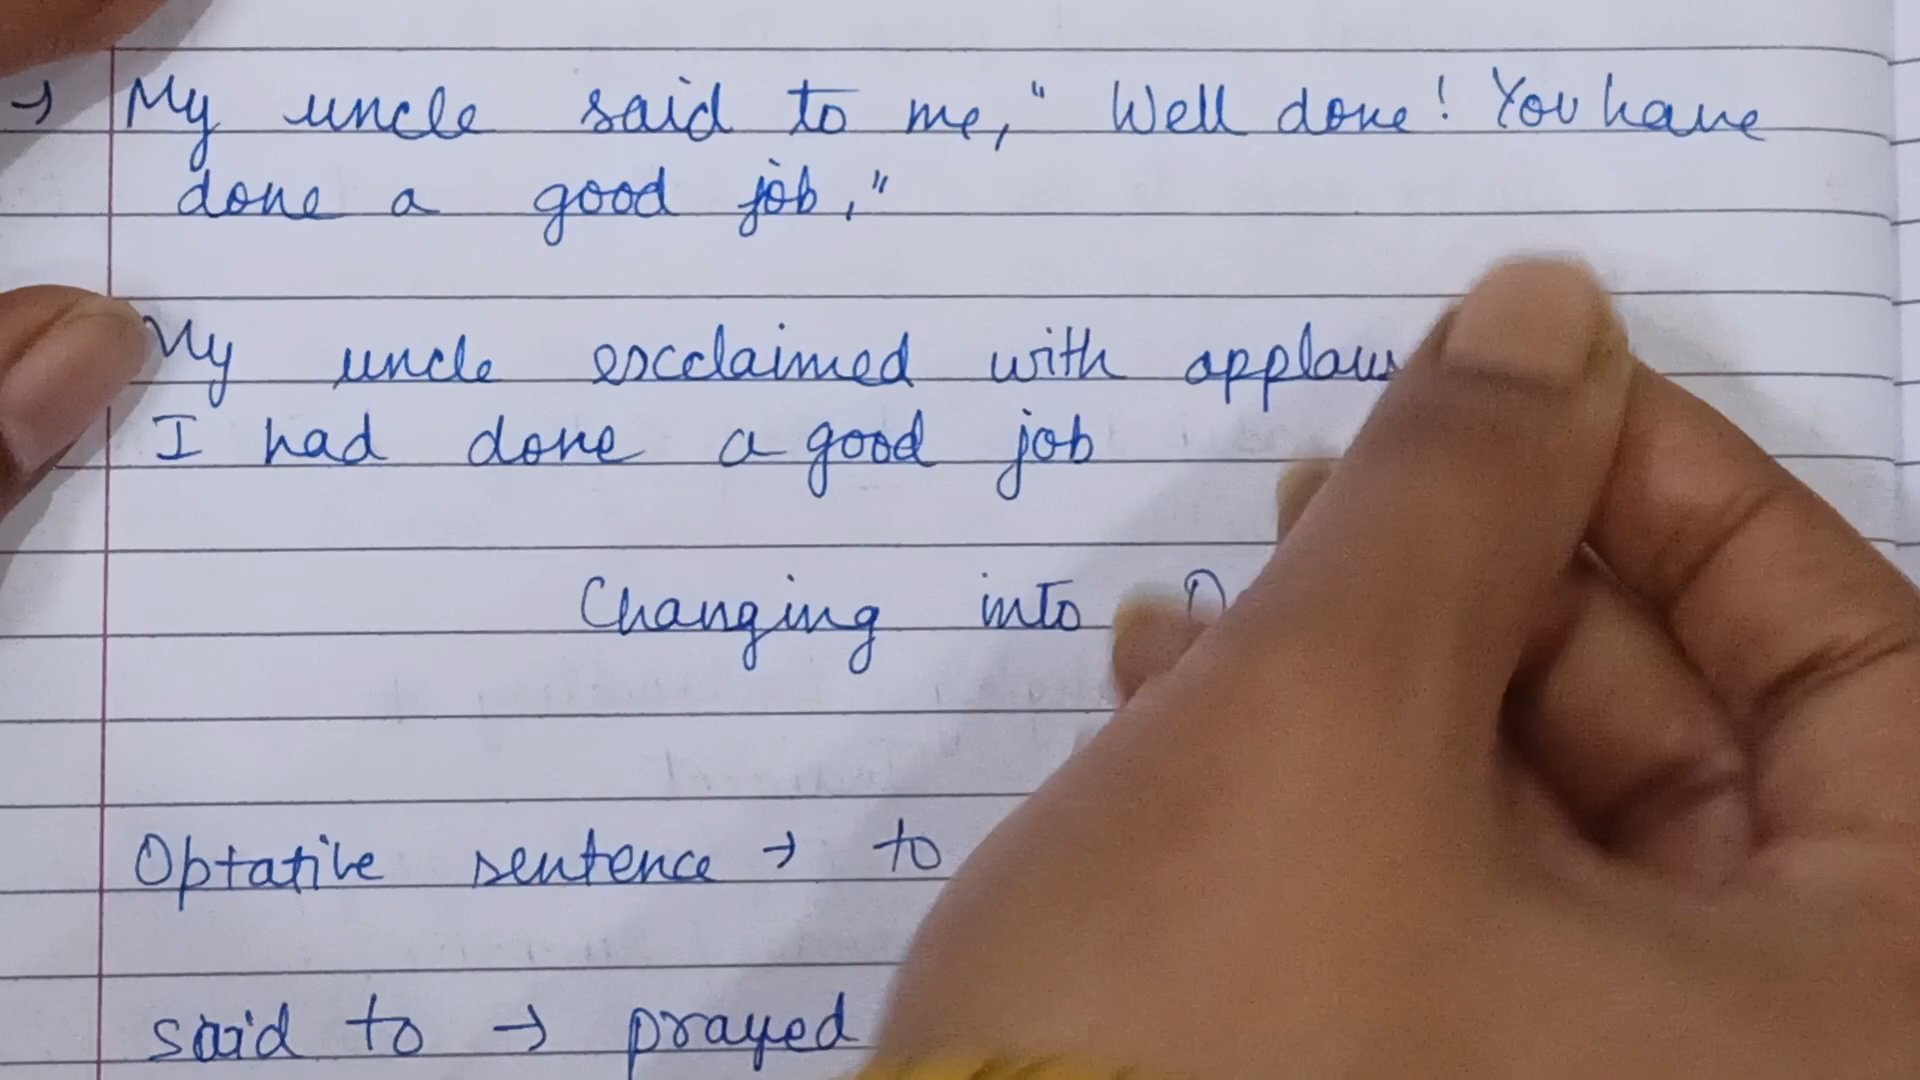 → My uncle said to me, " Well done! You have
done a good job,"
My uncle exclaimed with
I had done a good job
Changing into
Optative sentence → to
said to → prayed